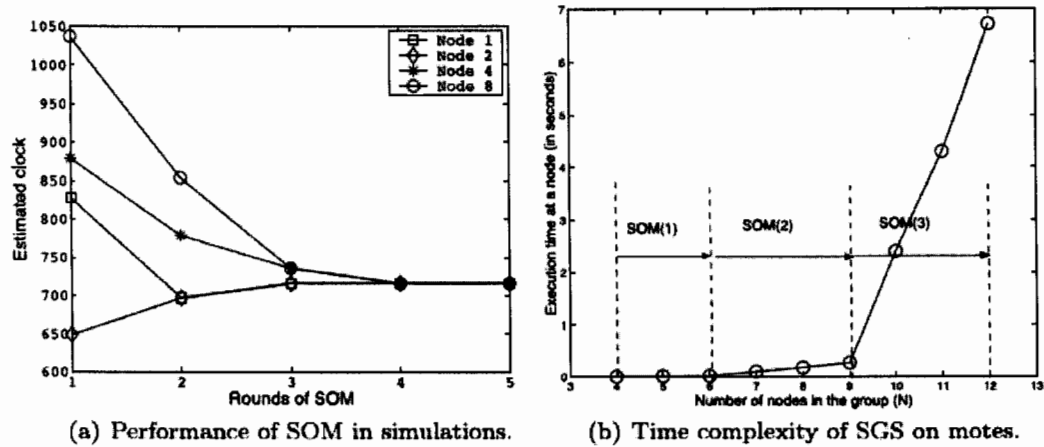 1050
1000
950
900
850
800
750
700
650
600
Estimated clock
1 2 3 4 5
Rounds of SOM
Node 1
Node 2
Node 4
Node 8
(a) Performance of SOM in simulations.
7
6
5
4
3
2
1
0
Execution time at a node (in seconds)
SOM(1)
SOM(2)
SOM(3)
3 4 5 6 7 8 9 10 11 12 13
Number of nodes in the group (N)
(b) Time complexity of SGS on motes.